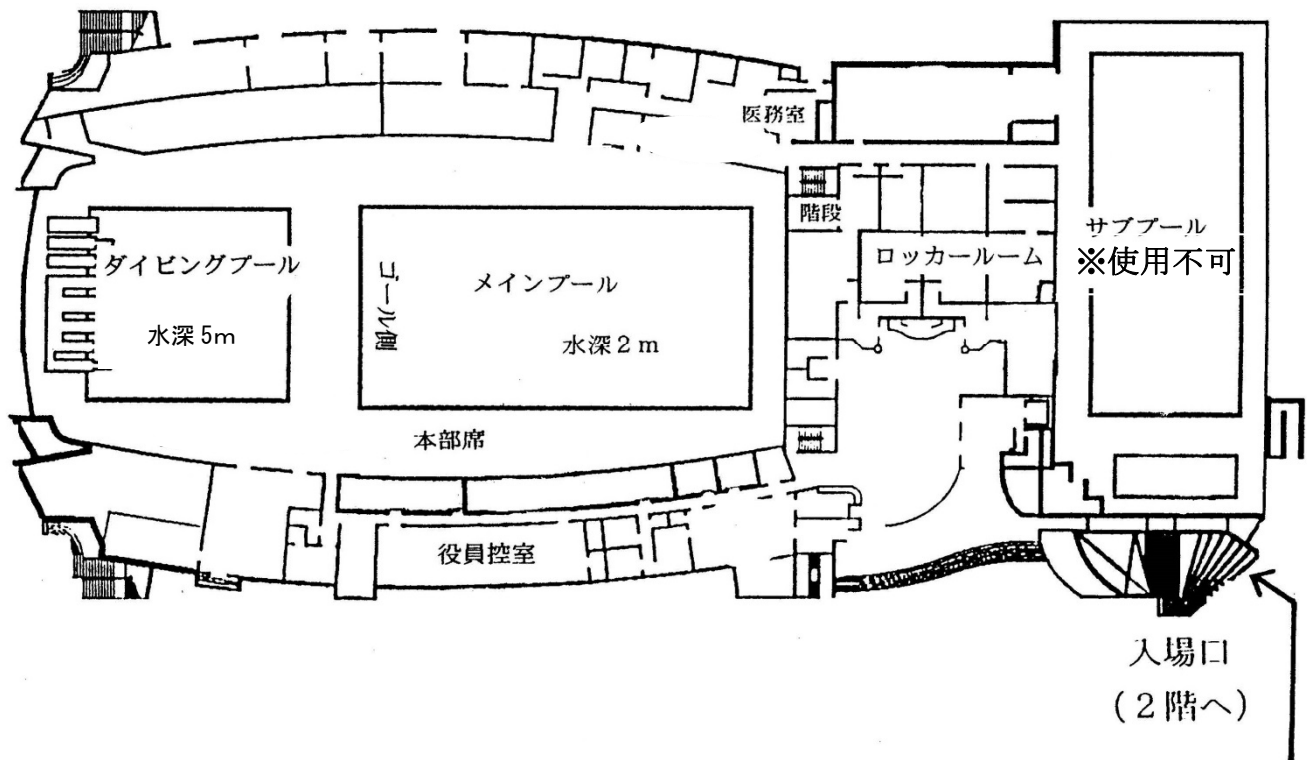 医務室
階段
サブプール
※使用不可
ロッカールーム
ダイビングプール
水深5m
ゴール側
メインプール
水深2m
本部席
役員控室
入場口
(2階へ)